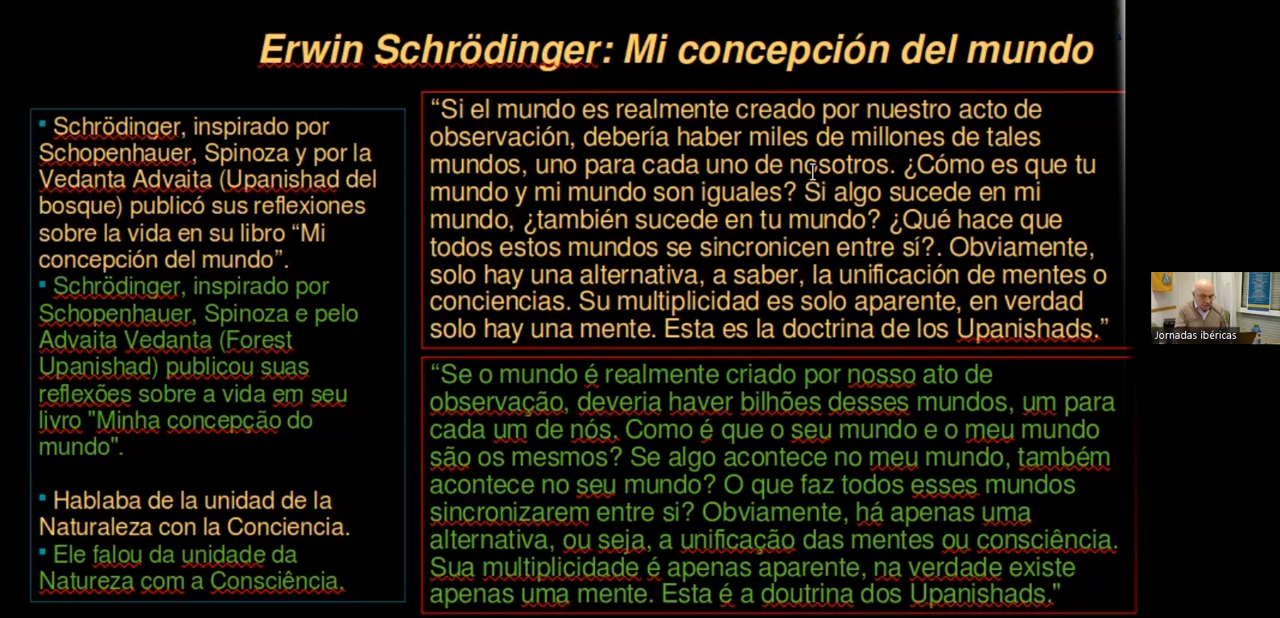 Erwin Schrödinger: Mi concepción del mundo
▪ Schrödinger, inspirado por
Schopenhauer, Spinoza y por la
Vedanta Advaita (Upanishad del
bosque) publicó sus reflexiones
sobre la vida en su libro “Mi
concepción del mundo”.
▪ Schrödinger, inspirado por
Schopenhauer, Spinoza e pelo
Advaita Vedanta (Forest
Upanishad) publicou suas
reflexões sobre a vida em seu
livro "Minha concepção do
mundo".
▪ Hablaba de la unidad de la
Naturaleza con la Conciencia.
▪ Ele falou da unidade da
Natureza com a Consciência.
“Si el mundo es realmente creado por nuestro acto de
observación, debería haber miles de millones de tales
mundos, uno para cada uno de nosotros. ¿Cómo es que tu
mundo y mi mundo son iguales? Si algo sucede en mi
mundo, ¿también sucede en tu mundo? ¿Qué hace que
todos estos mundos se sincronicen entre sí?. Obviamente,
solo hay una alternativa, a saber, la unificación de mentes o
conciencias. Su multiplicidad es solo aparente, en verdad
solo hay una mente. Esta es la doctrina de los Upanishads.”
“Se o mundo é realmente criado por nosso ato de
observação, deveria haver bilhões desses mundos, um para
cada um de nós. Como é que o seu mundo e o meu mundo
são os mesmos? Se algo acontece no meu mundo, também
acontece no seu mundo? O que faz todos esses mundos
sincronizarem entre si? Obviamente, há apenas uma
alternativa, ou seja, a unificação das mentes ou consciência.
Sua multiplicidade é apenas aparente, na verdade existe
apenas uma mente. Esta é a doutrina dos Upanishads."
Jornadas ibéricas